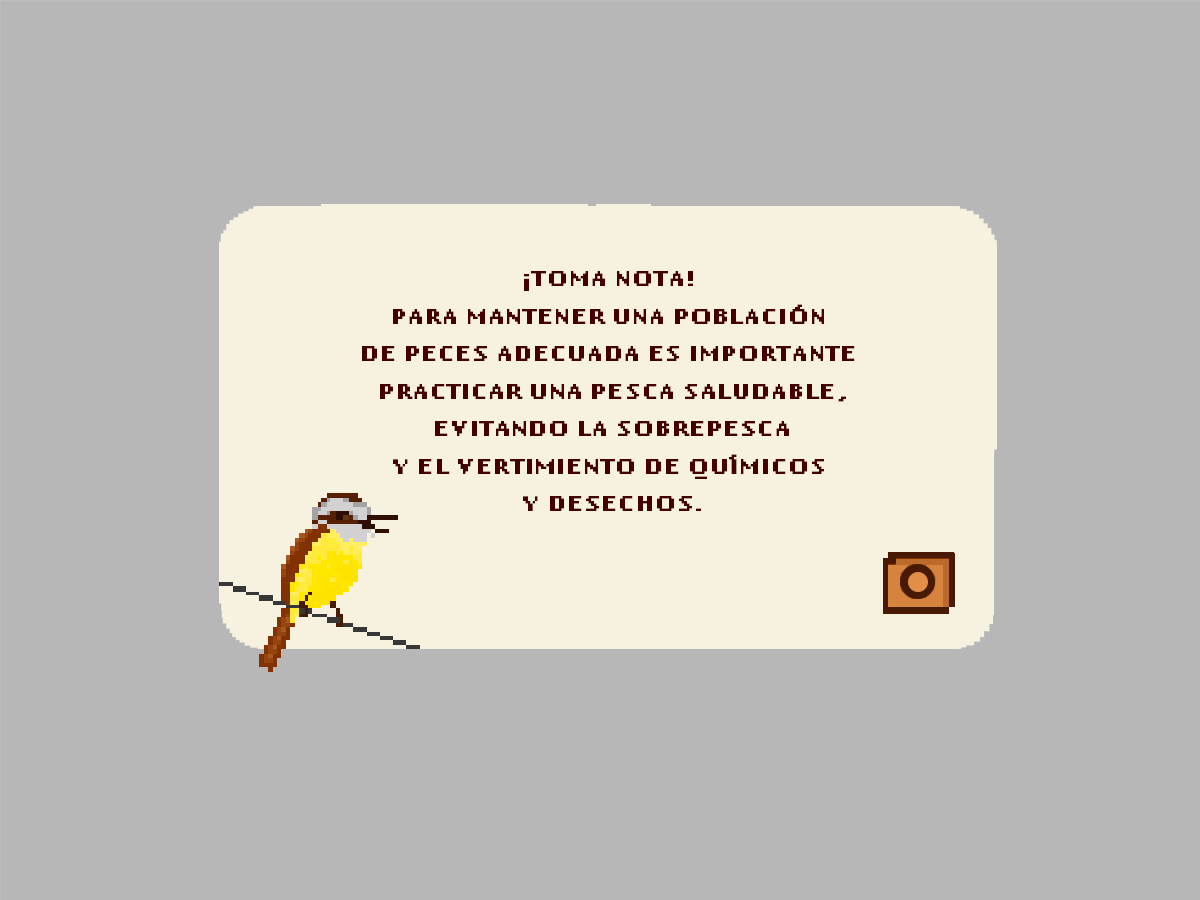 ¡TOMA NOTA!
PARA MANTENER UNA POBLACIÓN
DE PECES ADECUADA ES IMPORTANTE
PRACTICAR UNA PESCA SALUDABLE,
EVITANDO LA SOBREPESCA
Y EL VERTIMIENTO DE QUÍMICOS
Y DESECHOS.